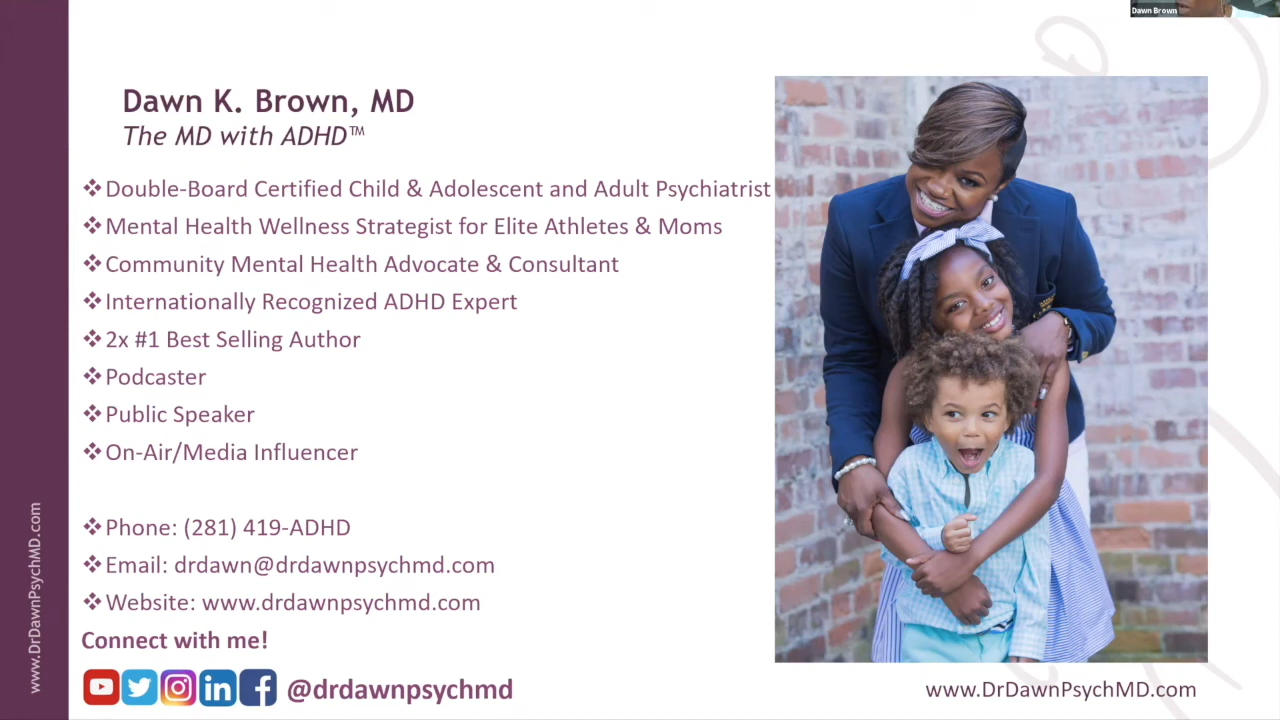 Dawn Brown
Dawn K. Brown, MD
The MD with ADHD™
❖Double-Board Certified Child & Adolescent and Adult Psychiatrist
❖Mental Health Wellness Strategist for Elite Athletes & Moms
❖Community Mental Health Advocate & Consultant
❖Internationally Recognized ADHD Expert
❖2x #1 Best Selling Author
❖Podcaster
❖Public Speaker
❖On-Air/Media Influencer
❖Phone: (281) 419-ADHD
❖Email: drdawn@drdawnpsychmd.com
❖Website: www.drdawnpsychmd.com
Connect with me!
@drdawnpsychmd
www.DrDawnPsychMD.com
www.DrDawnPsychMD.com